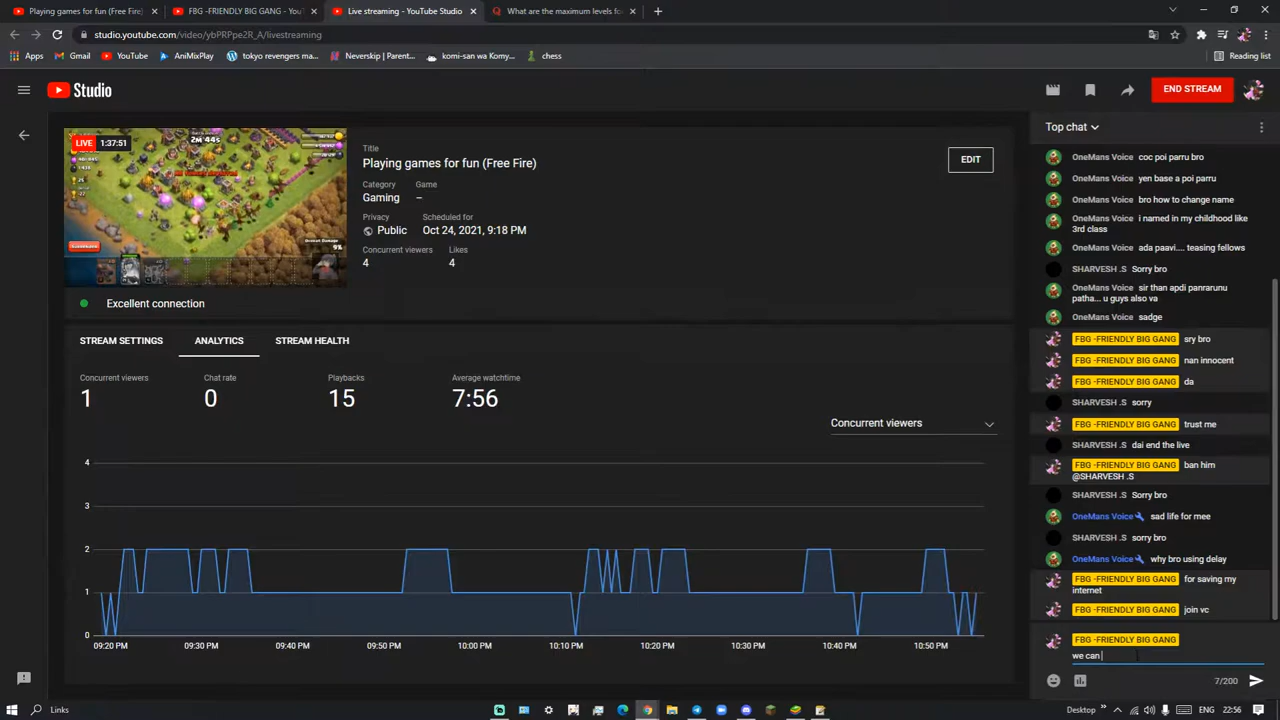 Playing games for fun (Free Fire)
FBG -FRIENDLY BIG GANG - YouT
Live streaming - YouTube Studio
What are the maximum levels fo
studio.youtube.com/video/ybPRPpe2R_A/livestreaming
Apps
Gmail
YouTube
AniMixPlay
tokyo revengers ma...
Neverskip | Parent...
komi-san wa Komy...
chess
Reading list
Studio
END STREAM
LIVE
1:37:51
2M 44s
9%
Title
Playing games for fun (Free Fire)
Category
Game
Gaming
–
Privacy
Scheduled for
Public
Oct 24, 2021, 9:18 PM
Concurrent viewers
Likes
4
4
EDIT
Excellent connection
STREAM SETTINGS
ANALYTICS
STREAM HEALTH
Concurrent viewers
Chat rate
Playbacks
Average watchtime
1
0
15
7:56
Concurrent viewers
4
3
2
1
0
09:20 PM
09:30 PM
09:40 PM
09:50 PM
10:10 PM
10:20 PM
10:30 PM
10:40 PM
10:50 PM
Top chat
OneMans Voice coc poi parru bro
OneMans Voice yen base a poi parru
OneMans Voice bro how to change name
OneMans Voice i named in my childhood like
3rd class
OneMans Voice ada paavi.... teasing fellows
SHARVESH .S Sorry bro
OneMans Voice sir than apdi panrarunu
patha... u guys also va
OneMans Voice sadge
FBG -FRIENDLY BIG GANG sry bro
FBG -FRIENDLY BIG GANG nan innocent
FBG -FRIENDLY BIG GANG da
SHARVESH .S sorry
FBG -FRIENDLY BIG GANG trust me
SHARVESH .S dai end the live
FBG -FRIENDLY BIG GANG ban him
@SHARVESH .S
SHARVESH .S Sorry bro
OneMans Voice sad life for mee
SHARVESH .S sorry bro
OneMans Voice why bro using delay
FBG -FRIENDLY BIG GANG for saving my
internet
FBG -FRIENDLY BIG GANG join vc
FBG -FRIENDLY BIG GANG
we can
7/200
Links
Desktop
ENG
22:56